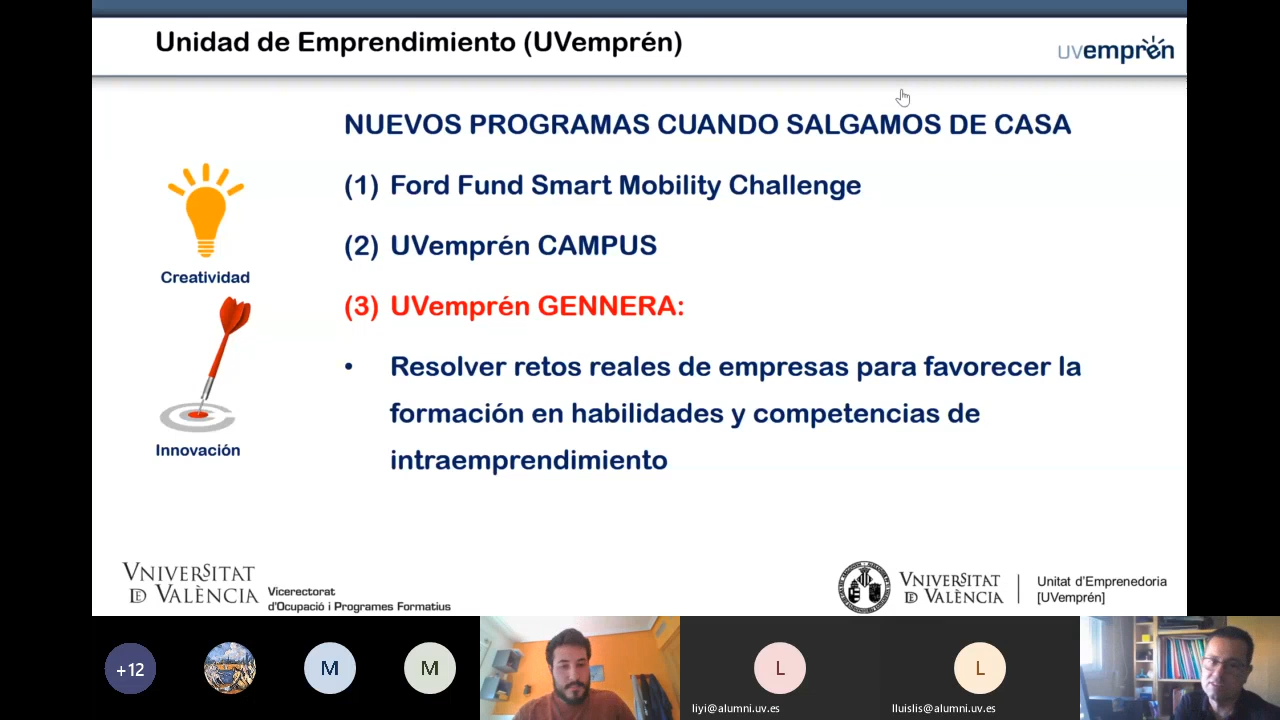 Unidad de Emprendimiento (UVemprén)
uvemprén
NUEVOS PROGRAMAS CUANDO SALGAMOS DE CASA
(1) Ford Fund Smart Mobility Challenge
(2) UVemprén CAMPUS
(3) UVemprén GENNERA:
• Resolver retos reales de empresas para favorecer la
formación en habilidades y competencias de
intraemprendimiento
Creatividad
Innovación
VNIVERSITAT
DE VALÈNCIA
Vicerectorat
d'Ocupació i Programes Formatius
VNIVERSITAT
DE VALÈNCIA
Unitat d'Emprenedoria
[UVemprén]
+12
M
M
L
liyi@alumni.uv.es
L
lluislis@alumni.uv.es